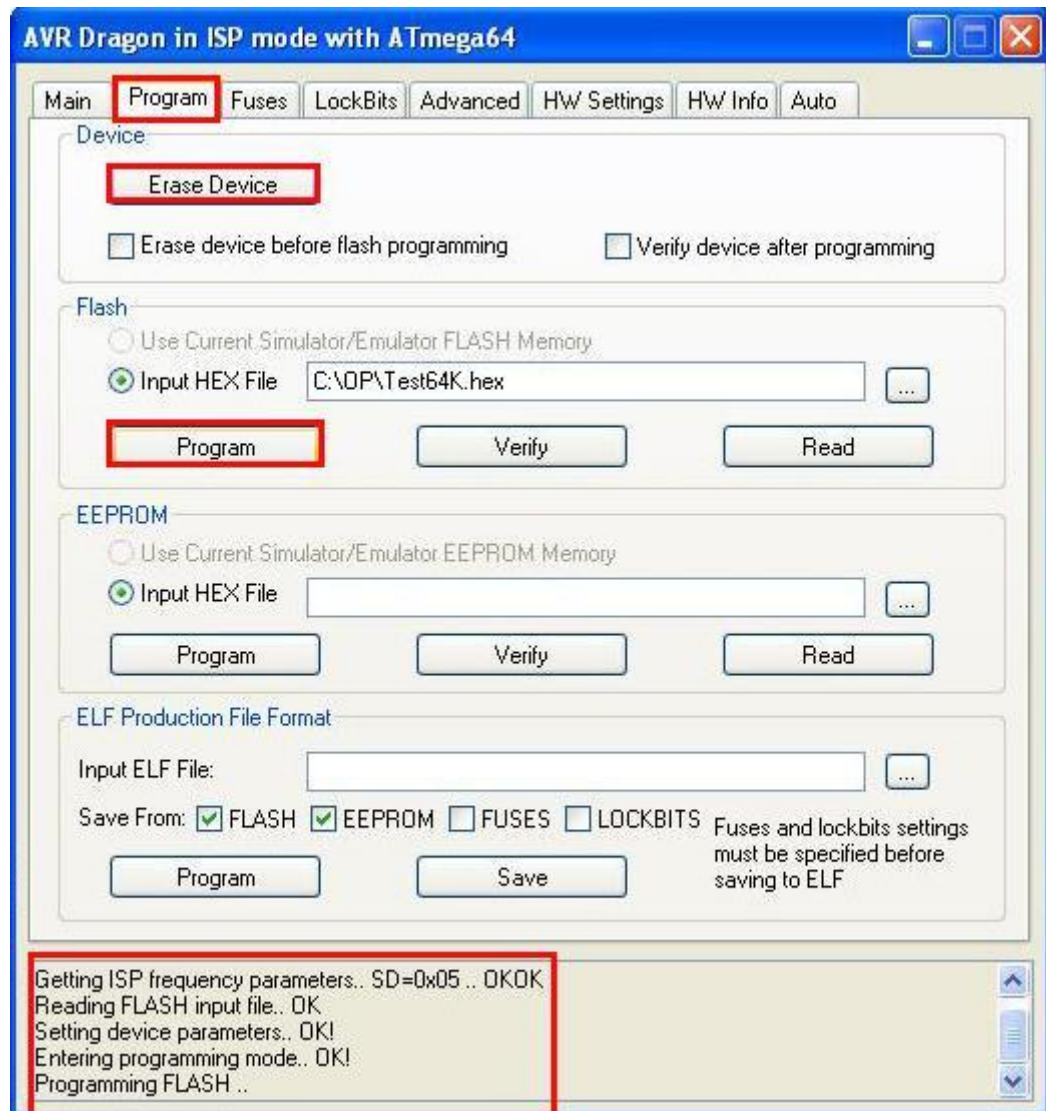 AVR Dragon in ISP mode with ATmega64
Main Program Fuses LockBits Advanced HW Settings HW Info Auto
Device
Erase Device
Erase device before flash programming Verify device after programming
Flash
Use Current Simulator/Emulator FLASH Memory
Input HEX File C:\OP\Test64K.hex ...
Program Verify Read
EEPROM
Use Current Simulator/Emulator EEPROM Memory
Input HEX File ...
Program Verify Read
ELF Production File Format
Input ELF File: ...
Save From: FLASH EEPROM FUSES LOCKBITS
Fuses and lockbits settings
must be specified before
saving to ELF
Program Save
Getting ISP frequency parameters.. SD=0x05 .. OKOK
Reading FLASH input file.. OK
Setting device parameters.. OK!
Entering programming mode.. OK!
Programming FLASH ..